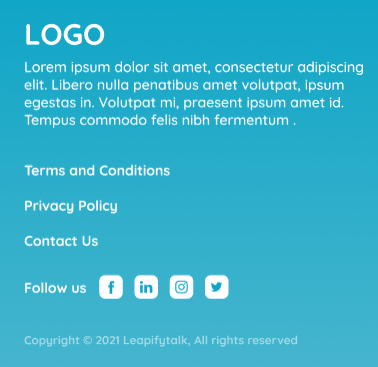 LOGO
Lorem ipsum dolor sit amet, consectetur adipiscing
elit. Libero nulla penatibus amet volutpat, ipsum
egestas in. Volutpat mi, praesent ipsum amet id.
Tempus commodo felis nibh fermentum .
Terms and Conditions
Privacy Policy
Contact Us
Follow us
Copyright © 2021 Leapifytalk, All rights reserved